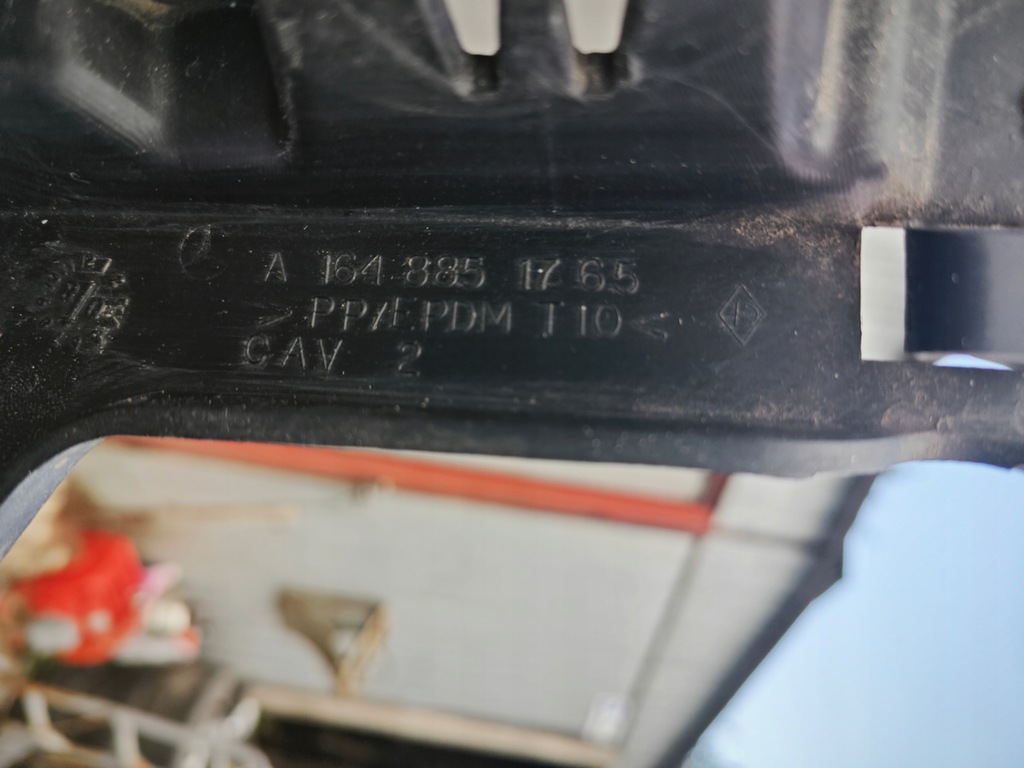 A 164 885 17 65
>PP/EPDM T10<
CAV 2